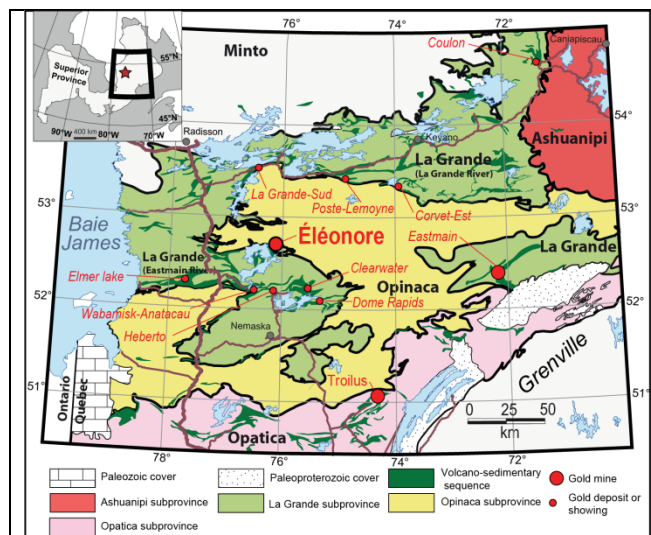 76°
74°
72°
Superior
Province
55°N
45°N
90°W
400 km
80°W
70°W
Minto
Coulon
Caniapiscau
54°
Radisson
Keyano
Ashuanipi
La Grande
(La Grande River)
53°
La Grande-Sud
Poste-Lemoyne
Corvet-Est
53°
Baie
James
Éléonore
Eastmain
La Grande
(Eastmain River)
La Grande
Elmer lake
Clearwater
Opinaca
52°
52°
Wabamisk-Anatacau
Dome Rapids
Heberto
Nemaska
Grenville
Troilus
51°
51°
Ontario
Quebec
0 25 50
km
Opatica
78°
76°
74°
72°
Paleozoic cover
Paleoproterozoic cover
Volcano-sedimentary
sequence
Gold mine
Ashuanipi subprovince
La Grande subprovince
Opinaca subprovince
Gold deposit or
showing
Opatica subprovince